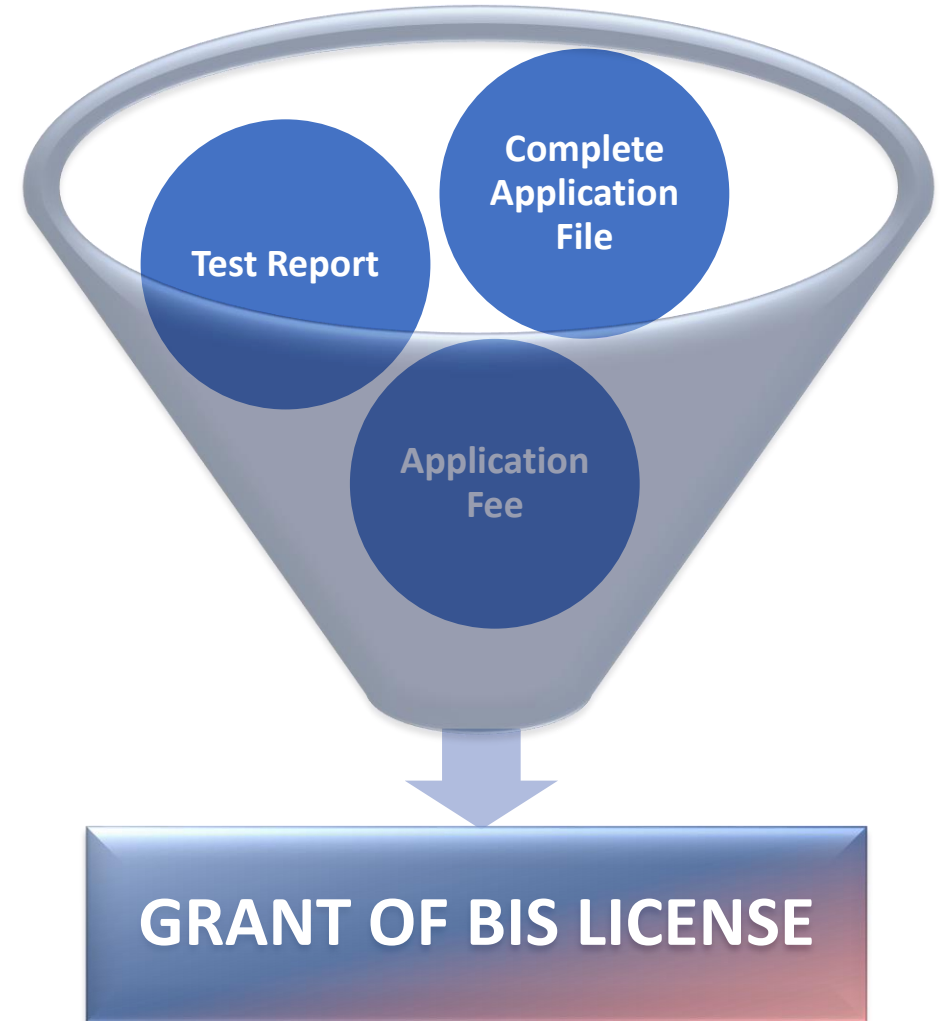 Complete
Application
File
Test Report
Application
Fee
GRANT OF BIS LICENSE